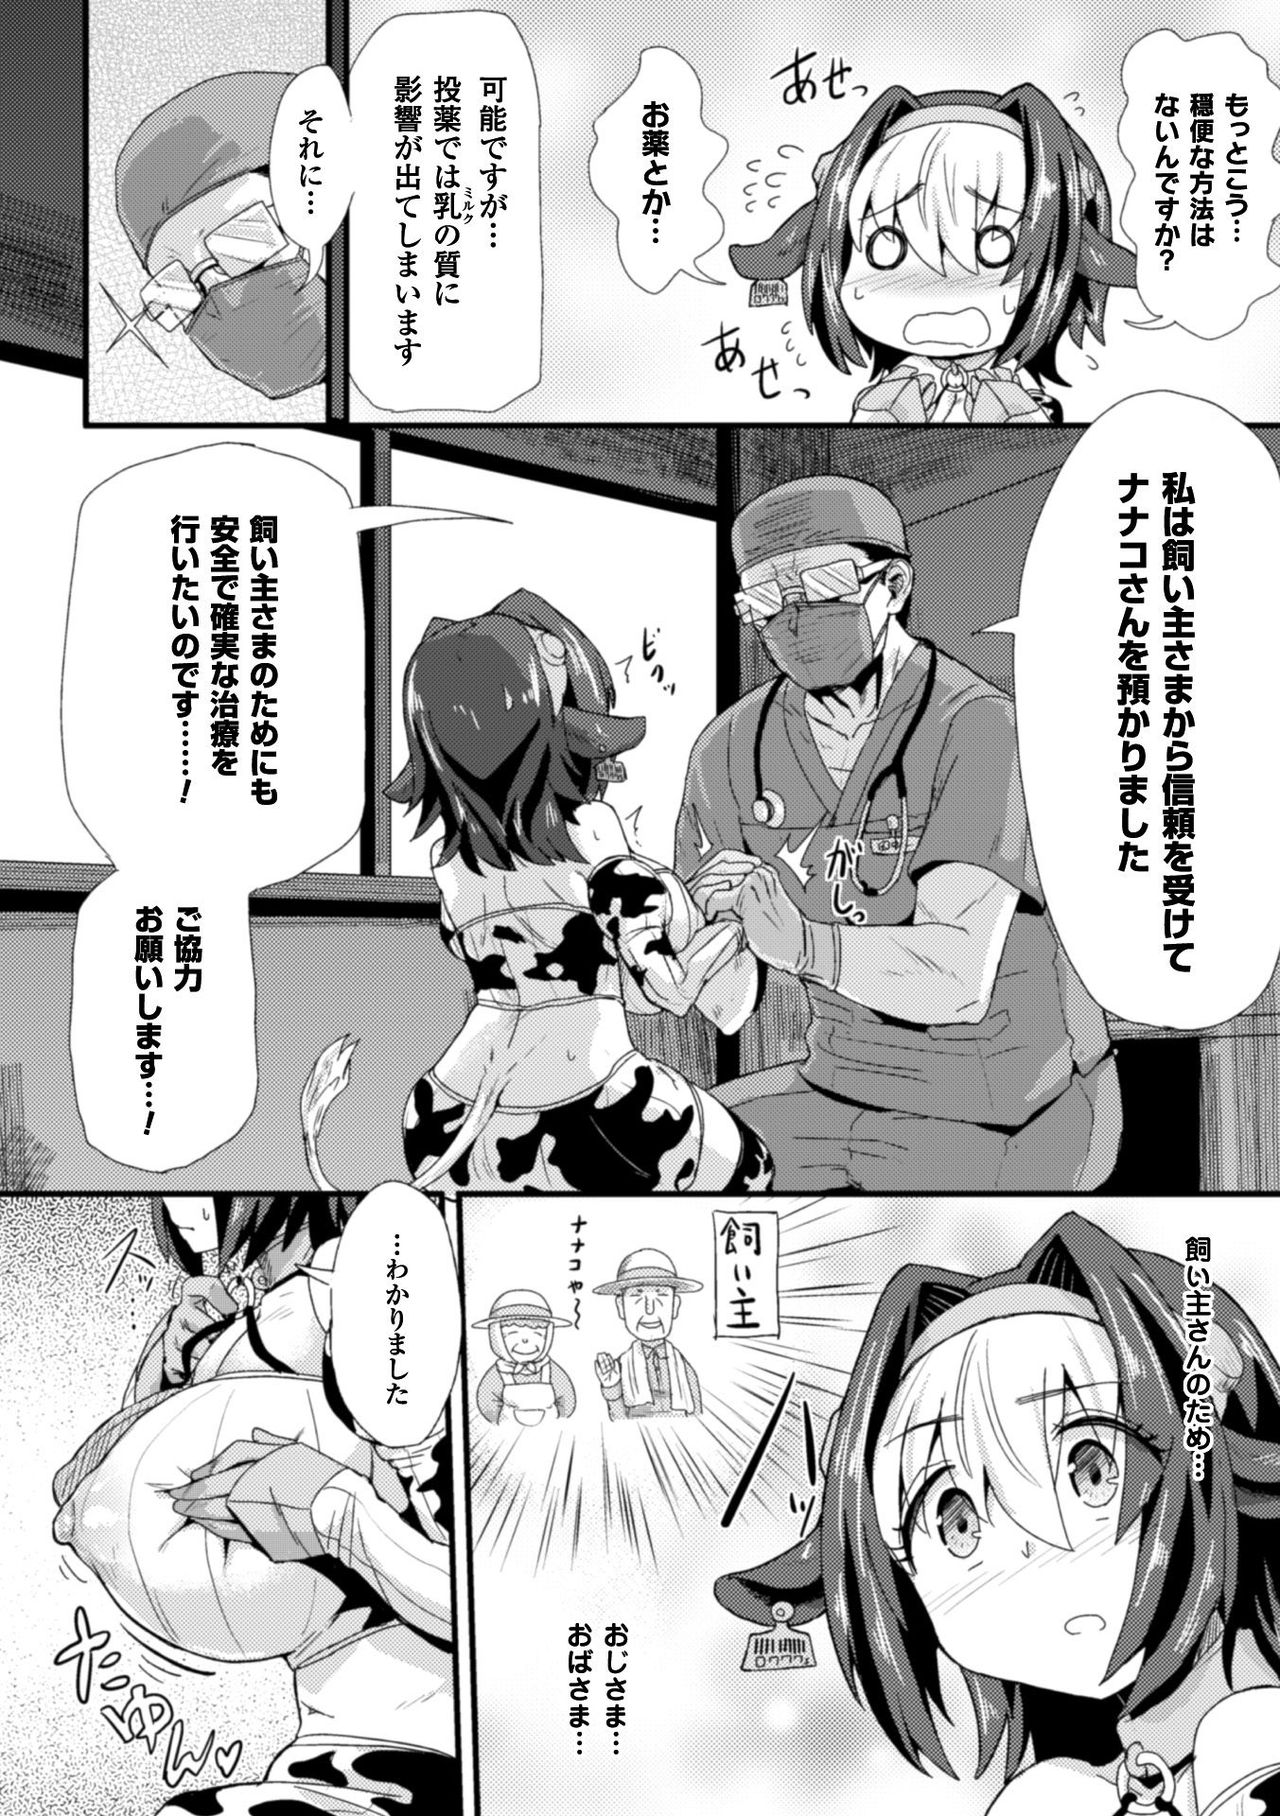 もっとこう…
穏便な方法は
ないんですか?
あせっ
お薬とか…
あせっ
可能ですが…
投薬では乳の質に
ミルク
影響が出てしまいます
それに…
私は飼い主さまから信頼を受けて
ナナコさんを預かりました
ビクッ
がしっ
田中
飼い主さまのためにも
安全で確実な治療を
行いたいのです……!
ご協力
お願いします…!
飼い主さんのため…
飼い主
ナナコや~
おじさま…
おばさま…
…わかりました
たゆん♡